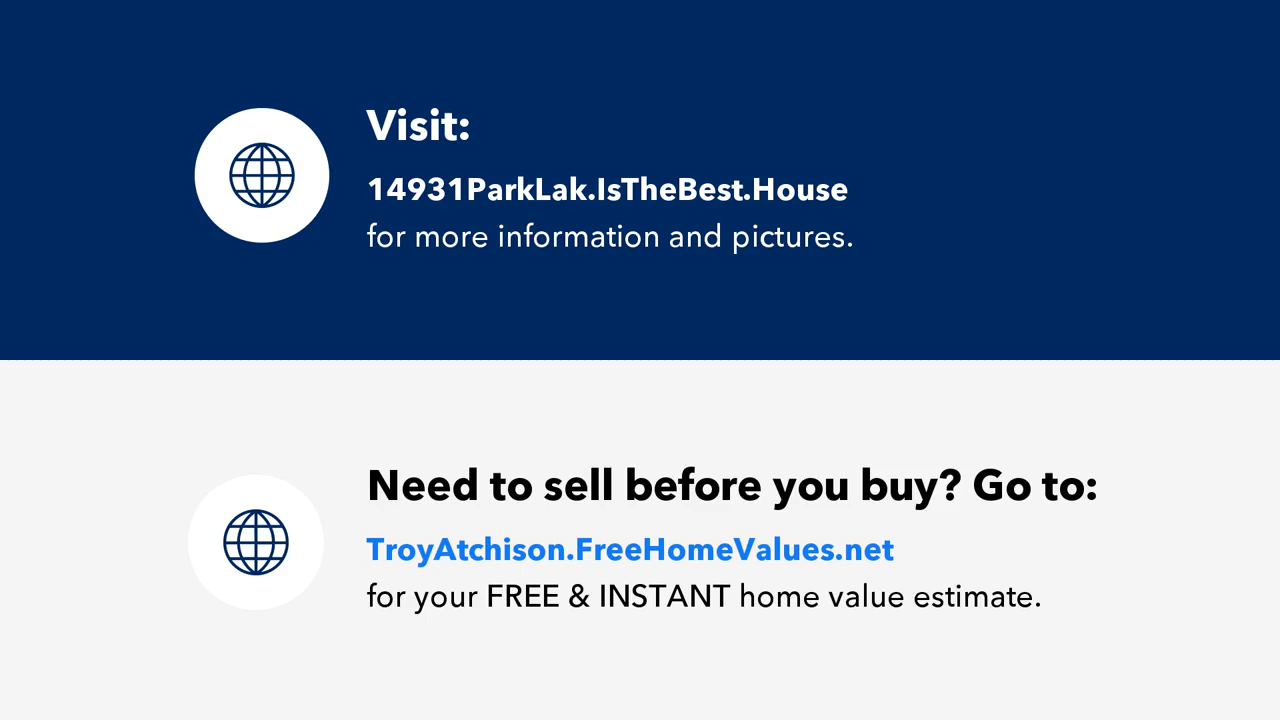 Visit:
14931ParkLak.IsTheBest.House
for more information and pictures.
Need to sell before you buy? Go to:
TroyAtchison.FreeHomeValues.net
for your FREE & INSTANT home value estimate.